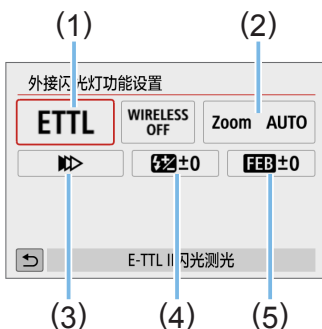 (1) (2)
外接闪光灯功能设置
ETTL WIRELESS OFF Zoom AUTO
±0 FEB±0
E-TTL II闪光测光
(3) (4) (5)